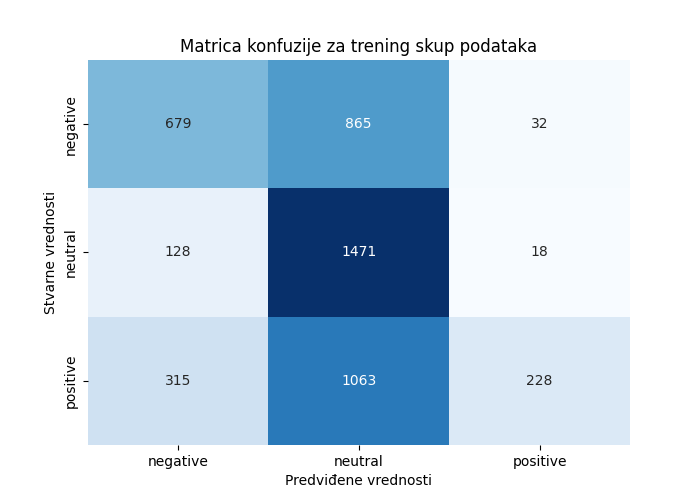 Matrica konfuzije za trening skup podataka
Stvarne vrednosti
negative
679 865 32
neutral
128 1471 18
positive
315 1063 228
negative neutral positive
Predviđene vrednosti